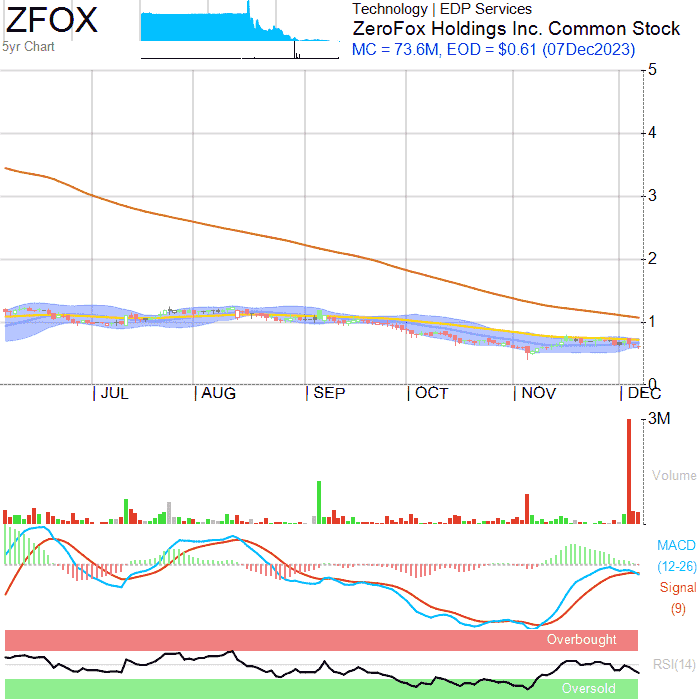 ZFOX
5yr Chart
Technology | EDP Services
ZeroFox Holdings Inc. Common Stock
MC = 73.6M, EOD = $0.61 (07Dec2023)
5
4
3
2
1
0
JUL AUG SEP OCT NOV DEC
3M
Volume
MACD
(12-26)
Signal
(9)
Overbought
RSI(14)
Oversold